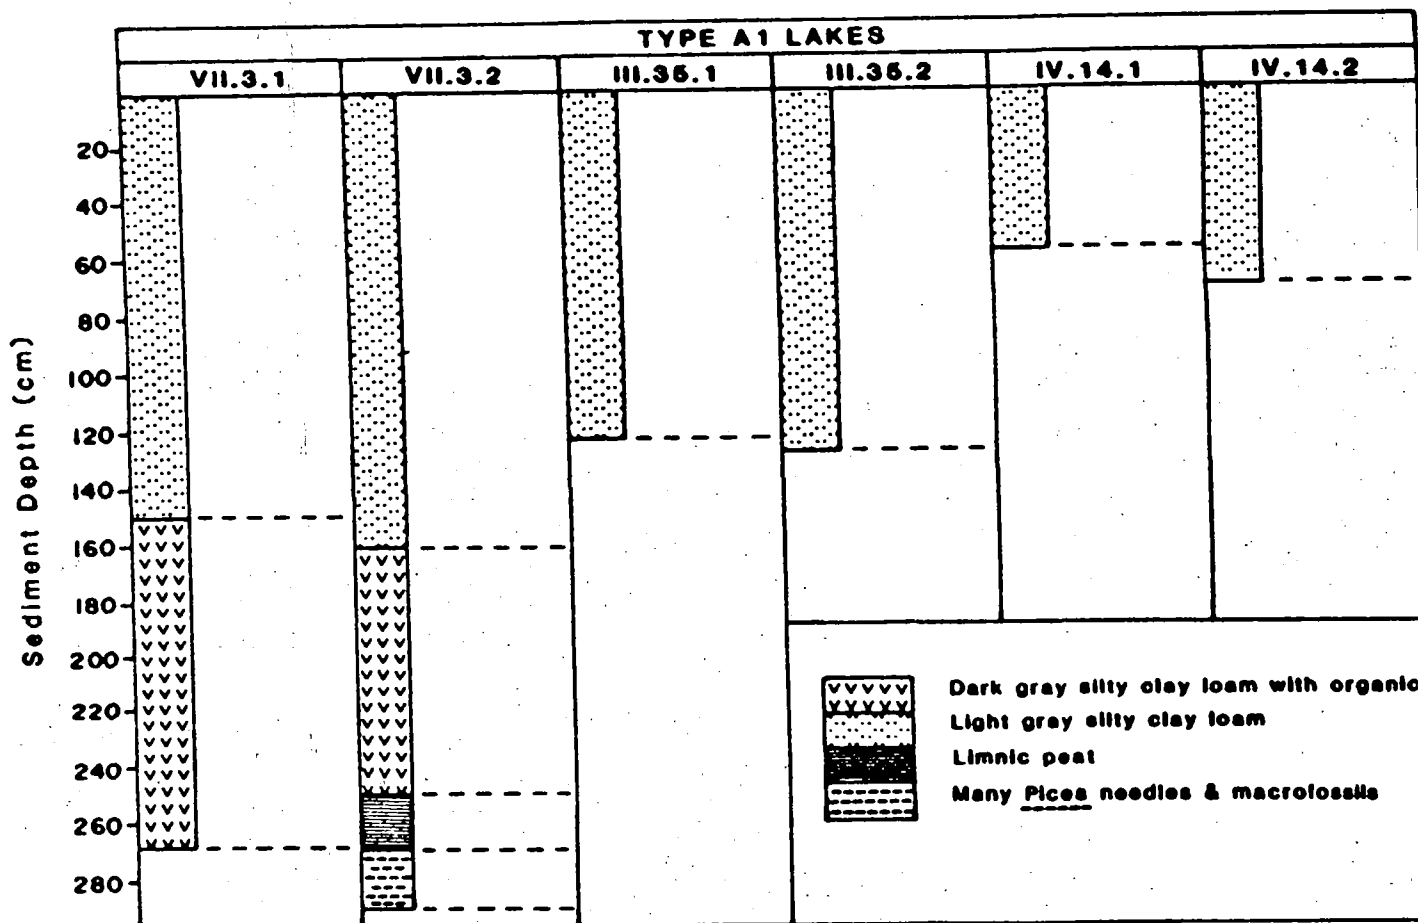 TYPE A1 LAKES
VII.3.1 VII.3.2 III.35.1 III.35.2 IV.14.1 IV.14.2
20
40
60
80
100
120
140
160
180
200
220
240
260
280
Sediment Depth (cm)
Dark gray silty clay loam with organic
Light gray silty clay loam
Limnic peat
Many Picea needles & macrofossils